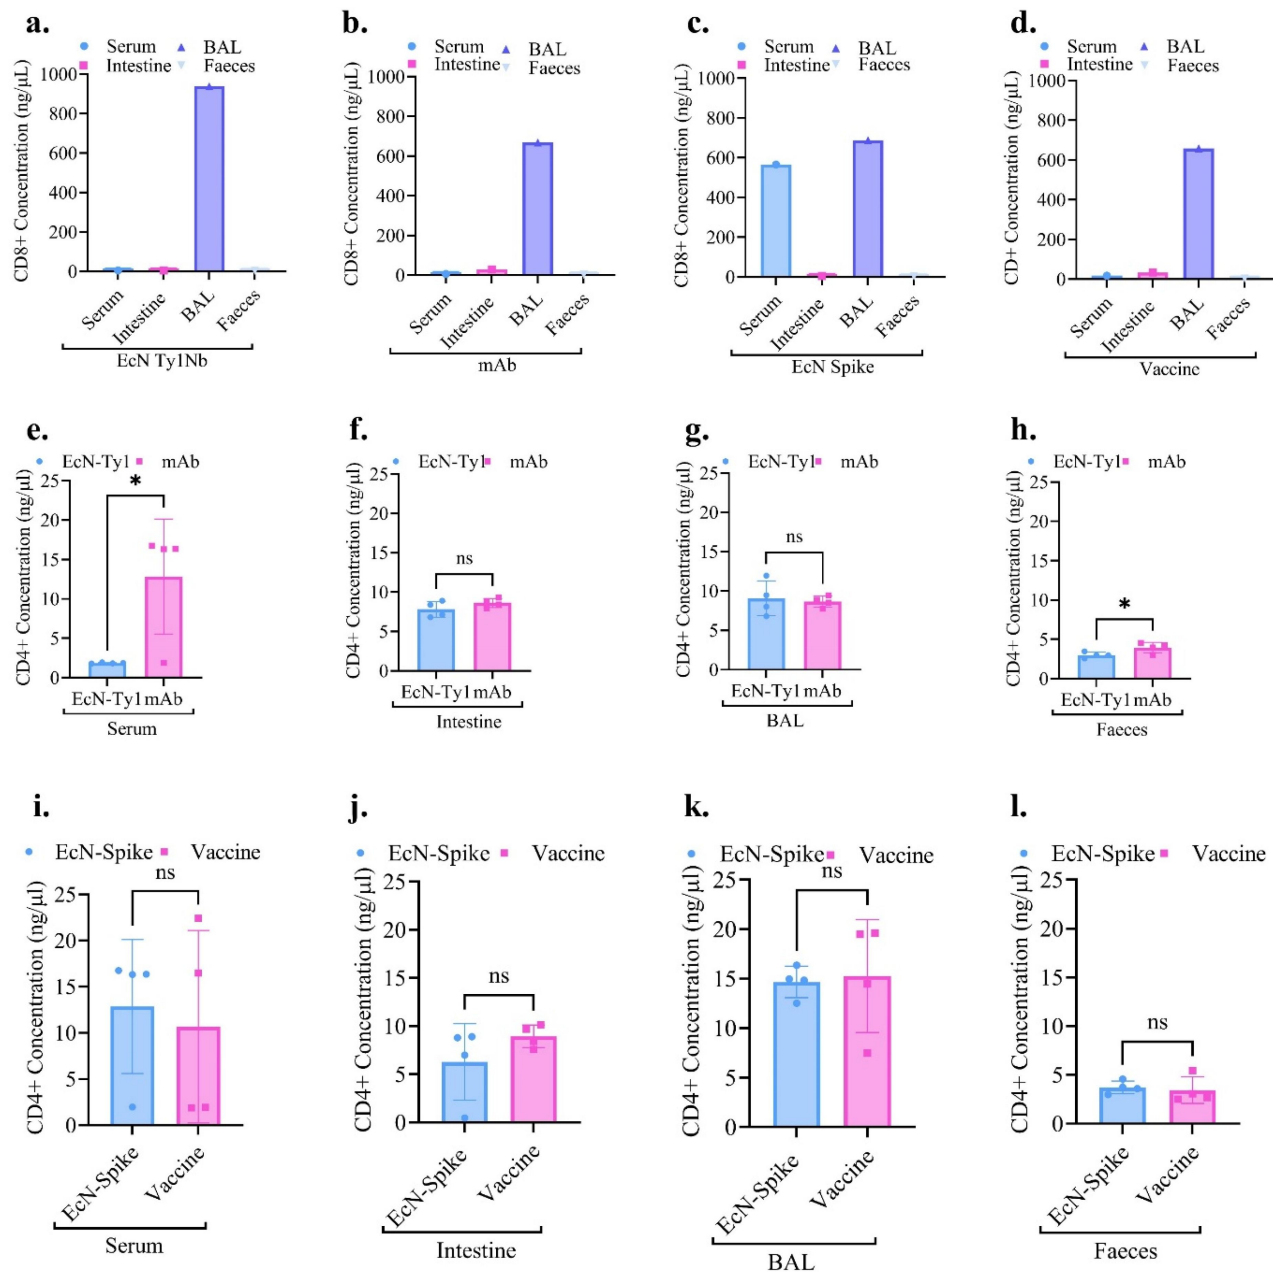 a.
Serum BAL
Intestine Faeces
CD8+ Concentration (ng/µL)
1000
800
600
400
200
0
Serum Intestine BAL Faeces
EcN Ty1Nb
b.
Serum BAL
Intestine Faeces
CD8+ Concentration (ng/µL)
1000
800
600
400
200
0
Serum Intestine BAL Faeces
mAb
c.
Serum BAL
Intestine Faeces
CD8+ Concentration (ng/µL)
1000
800
600
400
200
0
Serum Intestine BAL Faeces
EcN Spike
d.
Serum BAL
Intestine Faeces
CD+ Concentration (ng/µL)
1000
800
600
400
200
0
Serum Intestine BAL Faeces
Vaccine
e.
EcN-Ty1 mAb
CD4+ Concentration (ng/µl)
25
20
15
10
5
0
*
EcN-Ty1 mAb
Serum
f.
EcN-Ty1 mAb
CD4+ Concentration (ng/µl)
25
20
15
10
5
0
ns
EcN-Ty1 mAb
Intestine
g.
EcN-Ty1 mAb
CD4+ Concentration (ng/µl)
25
20
15
10
5
0
ns
EcN-Ty1 mAb
BAL
h.
EcN-Ty1 mAb
CD4+ Concentration (ng/µl)
25
20
15
10
5
0
*
EcN-Ty1 mAb
Faeces
i.
EcN-Spike Vaccine
CD4+ Concentration (ng/µl)
25
20
15
10
5
0
ns
EcN-Spike Vaccine
Serum
j.
EcN-Spike Vaccine
CD4+ Concentration (ng/µl)
25
20
15
10
5
0
ns
EcN-Spike Vaccine
Intestine
k.
EcN-Spike Vaccine
CD4+ Concentration (ng/µl)
25
20
15
10
5
0
ns
EcN-Spike Vaccine
BAL
l.
EcN-Spike Vaccine
CD4+ Concentration (ng/µl)
25
20
15
10
5
0
ns
EcN-Spike Vaccine
Faeces